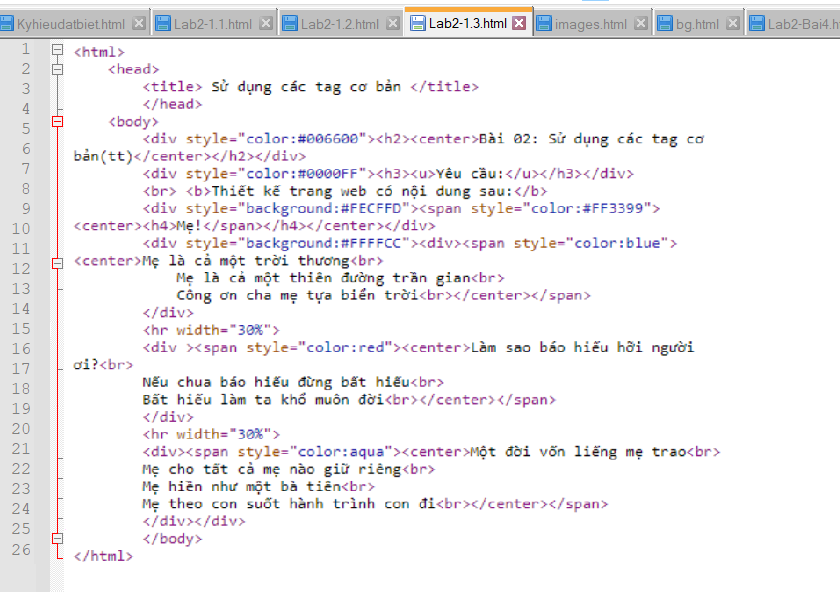 Kyhieudatbiet.html Lab2-1.1.html Lab2-1.2.html Lab2-1.3.html images.html bg.html Lab2-Bai4.h
1 <html>
2 <head>
3 <title> Sử dụng các tag cơ bản </title>
4 </head>
5 <body>
6 <div style="color:#006600"><h2><center>Bài 02: Sử dụng các tag cơ
7 bản(tt)</center></h2></div>
8 <div style="color:#0000FF"><h3><u>Yêu cầu:</u></h3></div>
9 <br> <b>Thiết kế trang web có nội dung sau:</b>
10 <div style="background:#FECFFD"><span style="color:#FF3399">
11 <center><h4>Mẹ!</span></h4></center></div>
12 <div style="background:#FFFFCC"><div><span style="color:blue">
13 <center>Mẹ là cả một trời thương<br>
14 Mẹ là cả một thiên đường trần gian<br>
15 Công ơn cha mẹ tựa biển trời<br></center></span>
16 </div>
17 <hr width="30%">
18 <div ><span style="color:red"><center>Làm sao báo hiếu hỡi người
19 ơi?<br>
20 Nếu chưa báo hiếu đừng bất hiếu<br>
21 Bất hiếu làm ta khổ muôn đời<br></center></span>
22 </div>
23 <hr width="30%">
24 <div><span style="color:aqua"><center>Một đời vốn liếng mẹ trao<br>
25 Mẹ cho tất cả mẹ nào giữ riêng<br>
26 Mẹ hiền như một bà tiên<br>
Mẹ theo con suốt hành trình con đi<br></center></span>
</div></div>
</body>
</html>